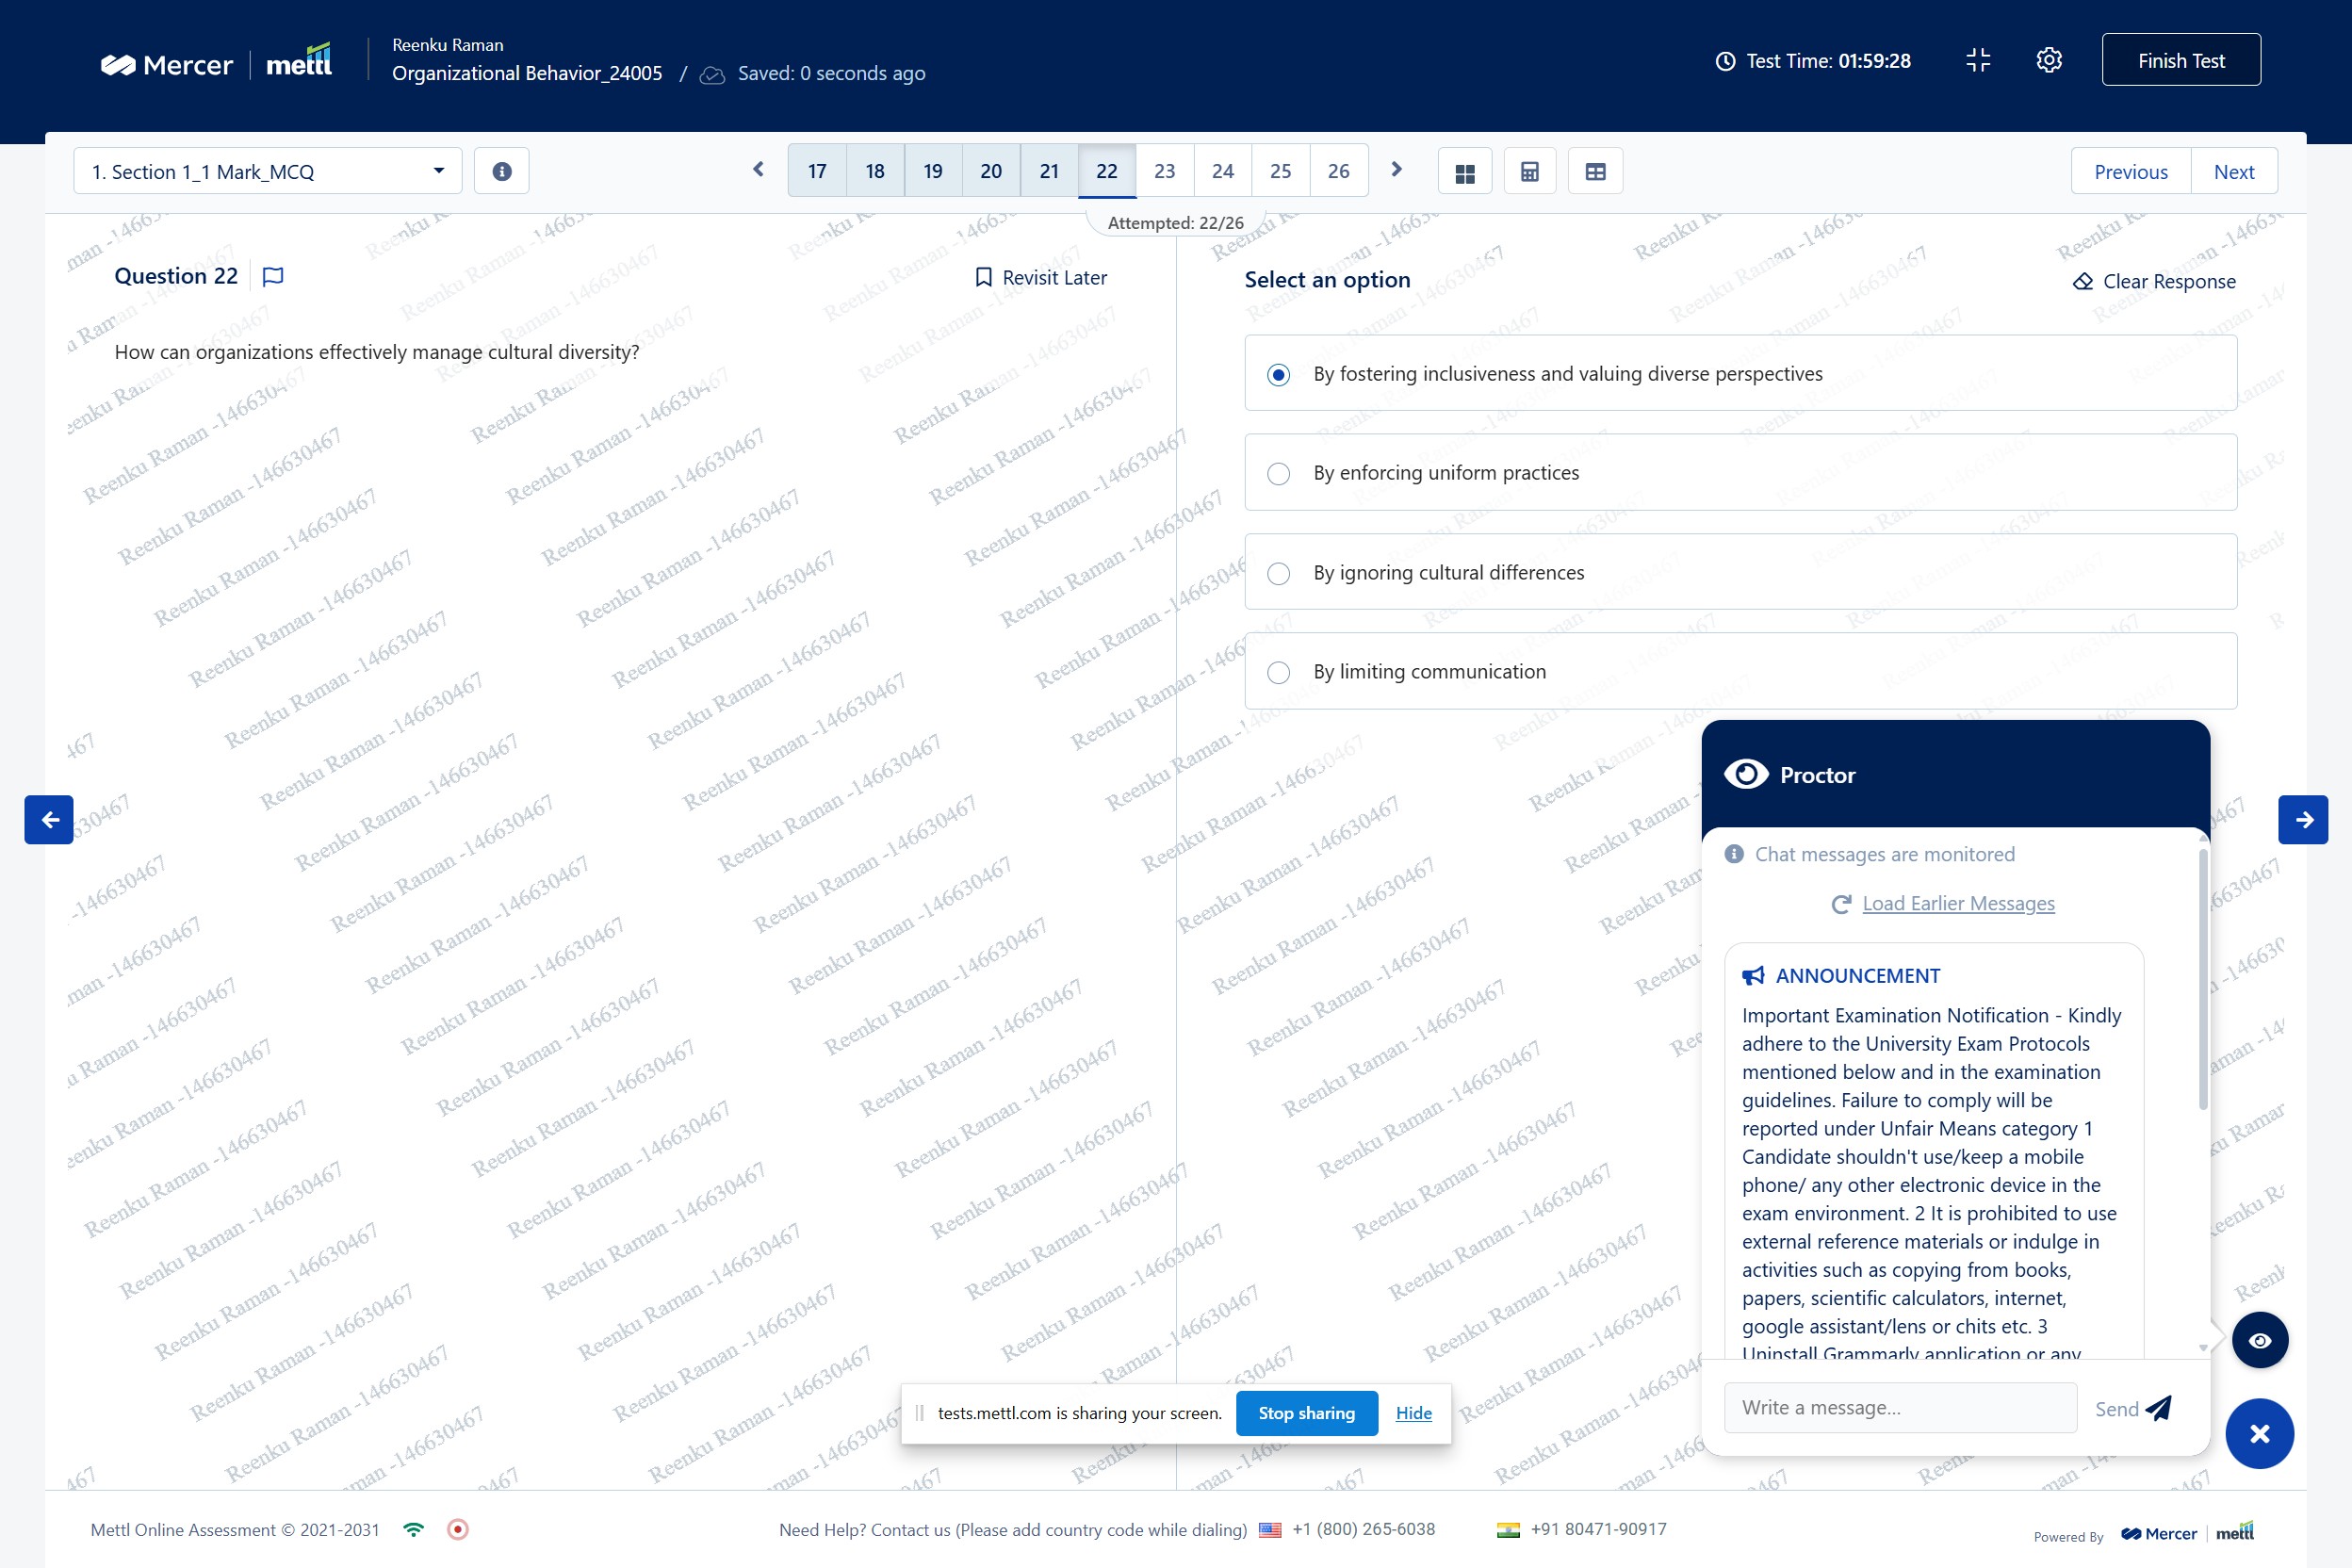 Mercer | mettl
Reenku Raman
Organizational Behavior_24005 / Saved: 0 seconds ago
Test Time: 01:59:28
Finish Test
1. Section 1_1 Mark_MCQ
17 18 19 20 21 22 23 24 25 26
Previous
Next
Attempted: 22/26
Question 22
Revisit Later
How can organizations effectively manage cultural diversity?
Select an option
Clear Response
By fostering inclusiveness and valuing diverse perspectives
By enforcing uniform practices
By ignoring cultural differences
By limiting communication
Reenku Raman -146630467
Proctor
Chat messages are monitored
Load Earlier Messages
ANNOUNCEMENT
Important Examination Notification - Kindly
adhere to the University Exam Protocols
mentioned below and in the examination
guidelines. Failure to comply will be
reported under Unfair Means category 1
Candidate shouldn't use/keep a mobile
phone/ any other electronic device in the
exam environment. 2 It is prohibited to use
external reference materials or indulge in
activities such as copying from books,
papers, scientific calculators, internet,
google assistant/lens or chits etc. 3
Uninstall Grammarly application or any
Write a message...
Send
tests.mettl.com is sharing your screen.
Stop sharing
Hide
Mettl Online Assessment © 2021-2031
Need Help? Contact us (Please add country code while dialing)
+1 (800) 265-6038
+91 80471-90917
Powered By
Mercer | mettl